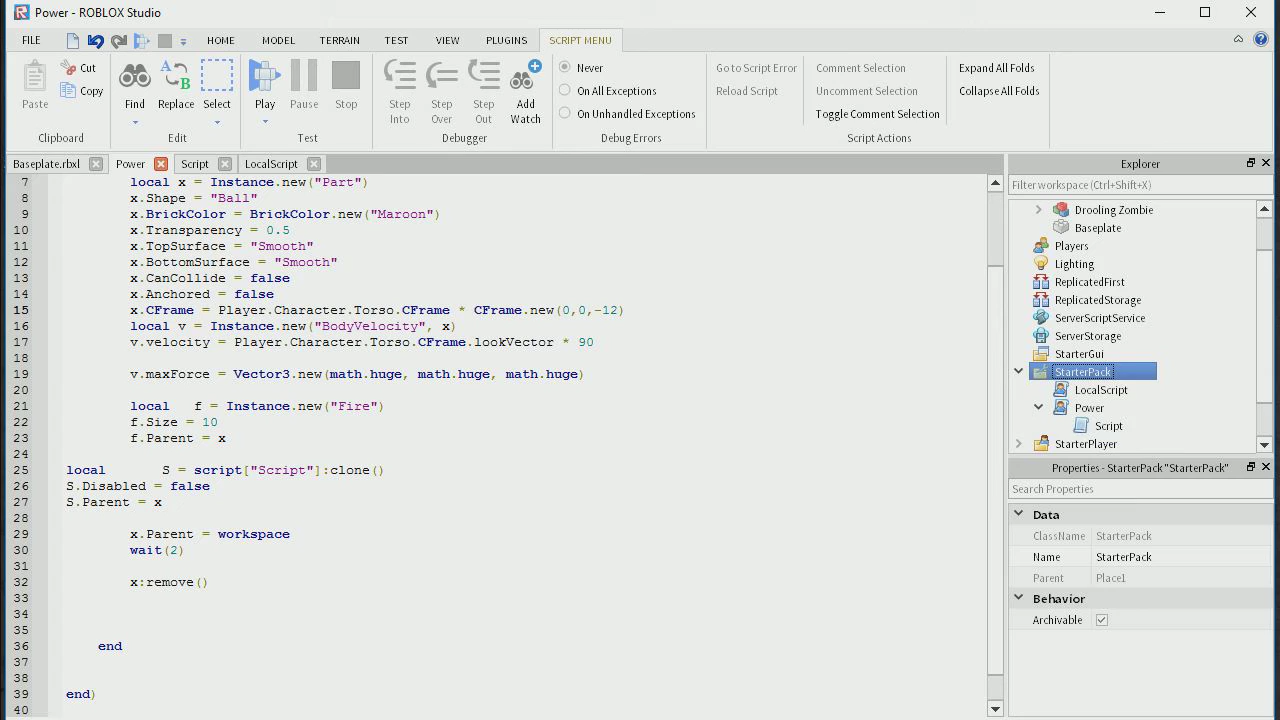 Power - ROBLOX Studio
FILE HOME MODEL TERRAIN TEST VIEW PLUGINS SCRIPT MENU
Paste Cut Copy Clipboard
Find Replace Select Edit
Play Pause Stop Test
Step Into Step Over Step Out Add Watch Debugger
Never
On All Exceptions
On Unhandled Exceptions
Debug Errors
Go to Script Error
Reload Script
Comment Selection
Uncomment Selection
Toggle Comment Selection
Expand All Folds
Collapse All Folds
Script Actions
Baseplate.rbxl Power Script LocalScript
7 local x = Instance.new("Part")
8 x.Shape = "Ball"
9 x.BrickColor = BrickColor.new("Maroon")
10 x.Transparency = 0.5
11 x.TopSurface = "Smooth"
12 x.BottomSurface = "Smooth"
13 x.CanCollide = false
14 x.Anchored = false
15 x.CFrame = Player.Character.Torso.CFrame * CFrame.new(0,0,-12)
16 local v = Instance.new("BodyVelocity", x)
17 v.velocity = Player.Character.Torso.CFrame.lookVector * 90
18
19 v.maxForce = Vector3.new(math.huge, math.huge, math.huge)
20
21 local f = Instance.new("Fire")
22 f.Size = 10
23 f.Parent = x
24
25 local S = script["Script"]:clone()
26 S.Disabled = false
27 S.Parent = x
28
29 x.Parent = workspace
30 wait(2)
31
32 x:remove()
33
34
35
36 end
37
38
39 end)
40
Explorer
Filter workspace (Ctrl+Shift+X)
Drooling Zombie
Baseplate
Players
Lighting
ReplicatedFirst
ReplicatedStorage
ServerScriptService
ServerStorage
StarterGui
StarterPack
LocalScript
Power
Script
StarterPlayer
Properties - StarterPack "StarterPack"
Search Properties
Data
ClassName StarterPack
Name StarterPack
Parent Place1
Behavior
Archivable